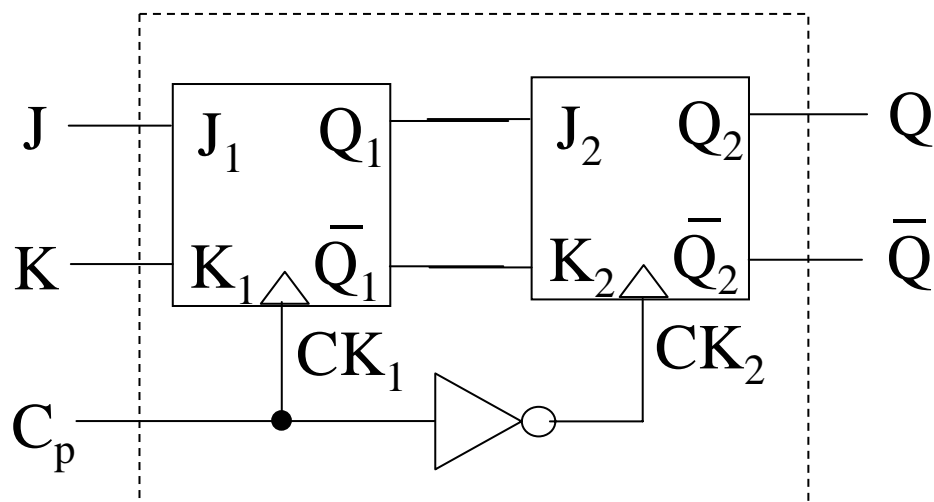 J J₁ Q₁ J₂ Q₂ Q
K K₁ Q̅₁ K₂ Q̅₂ Q̅
CK₁ CK₂
Cₚ